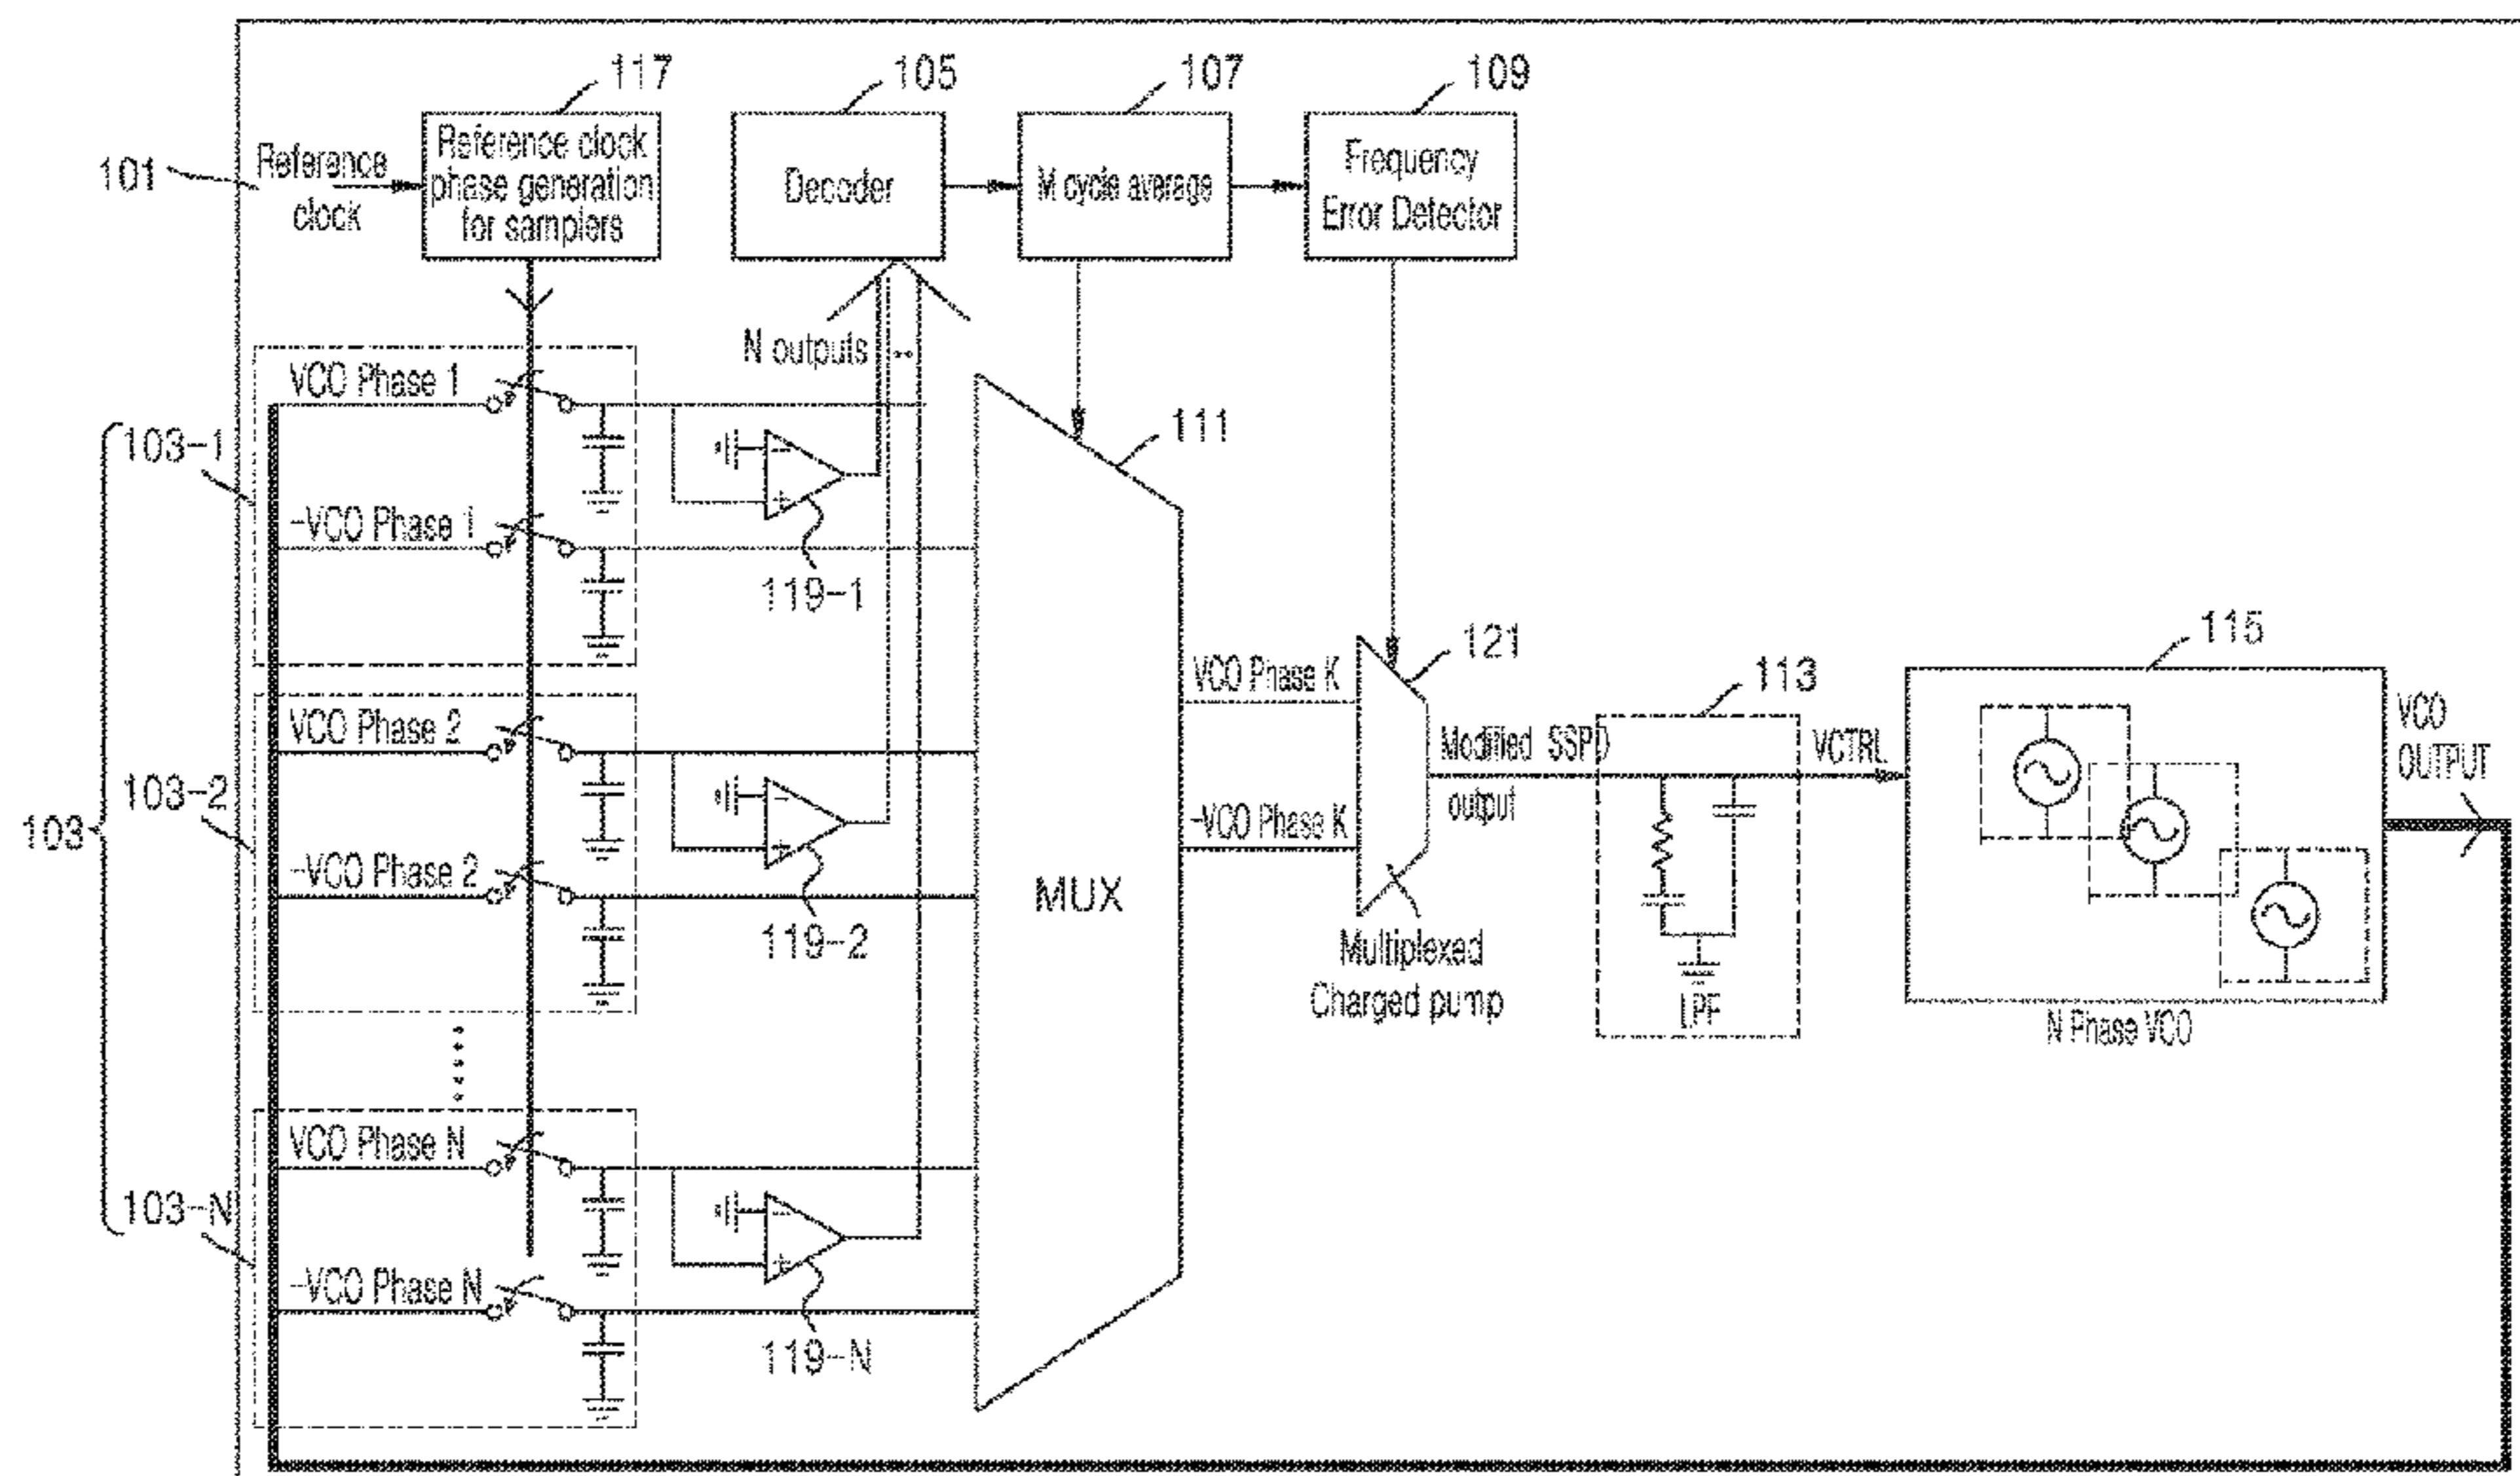 117
105
107
109
101
Reference
clock
Reference clock
phase generation
for samplers
Decoder
M cycle average
Frequency
Error Detector
N outputs
VCO Phase 1
103-1
111
-VCO Phase 1
119-1
VCO Phase 2
103-2
103
-VCO Phase 2
119-2
MUX
VCO Phase K
121
-VCO Phase K
Multiplexed
Charged pump
Modified SSPD
output
113
VCTRL
LPF
115
VCO
OUTPUT
N Phase VCO
VCO Phase N
103-N
-VCO Phase N
119-N